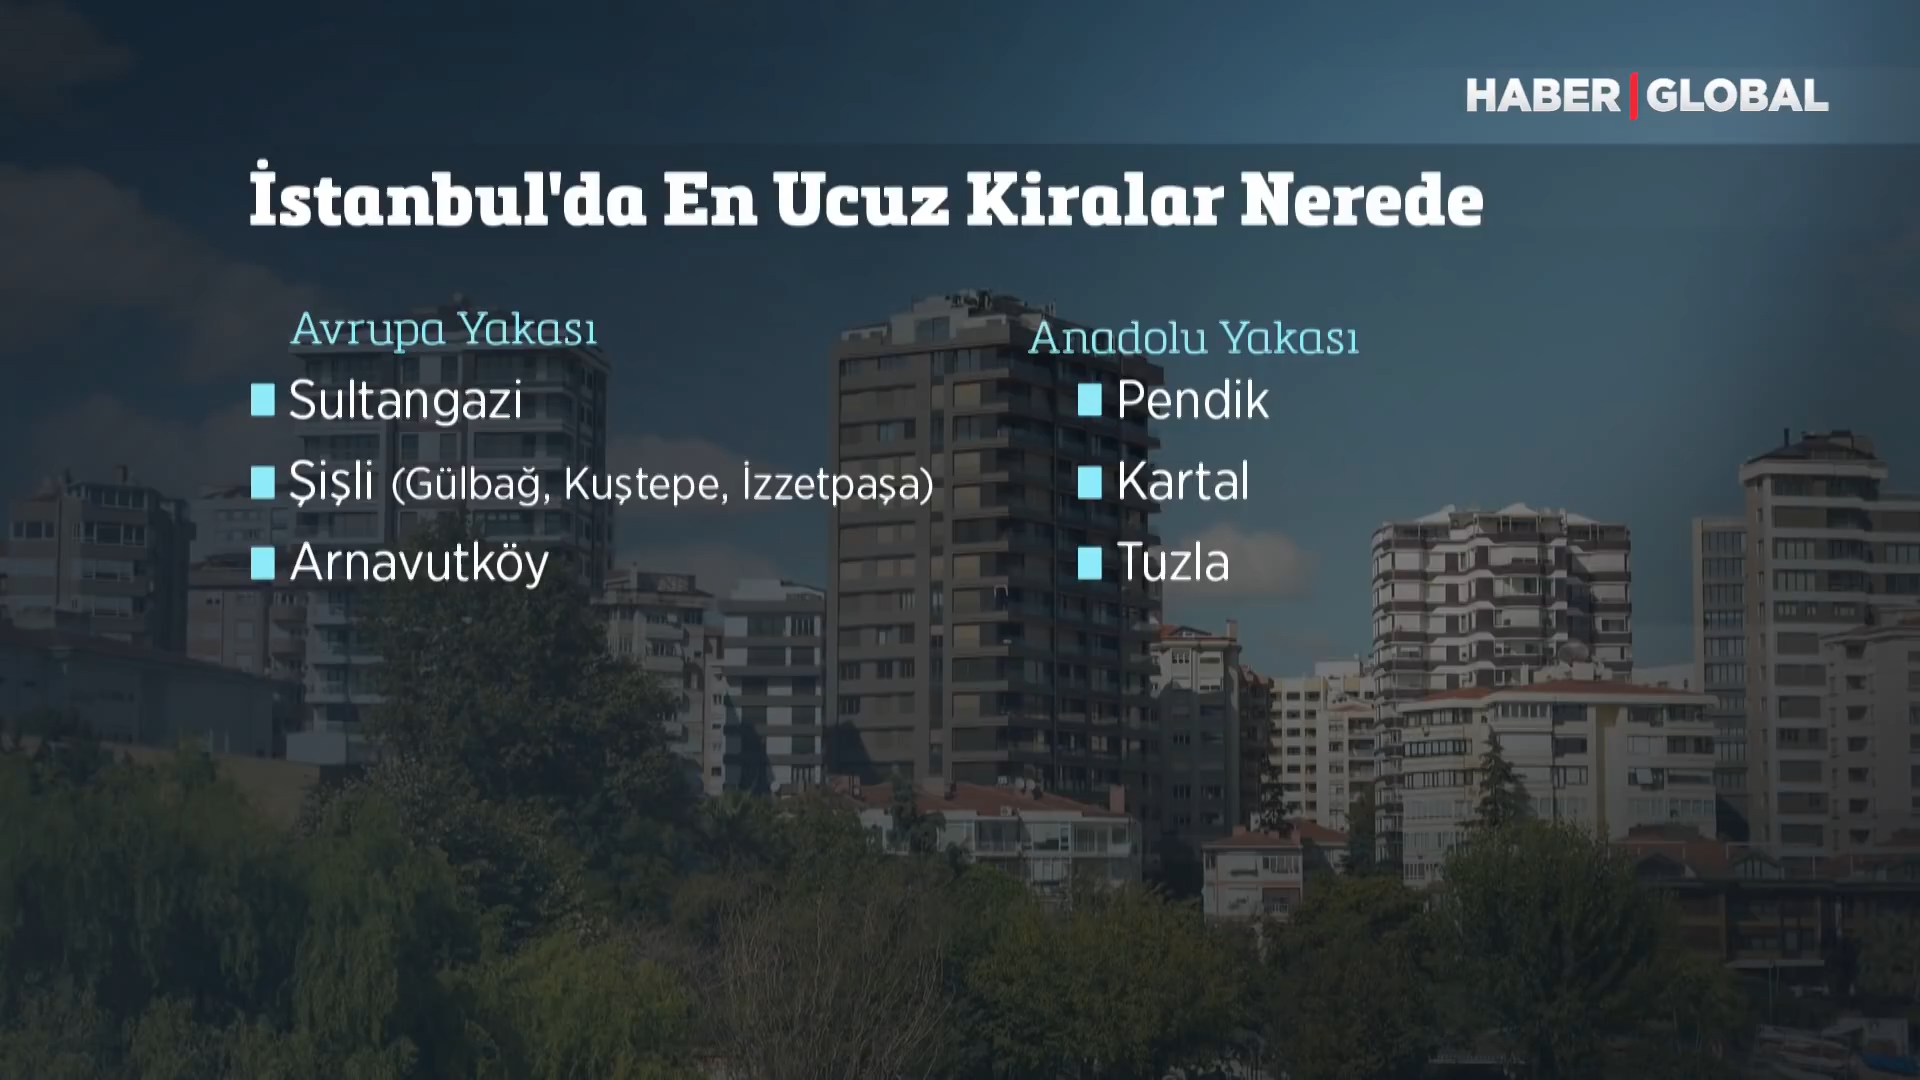 HABER GLOBAL
İstanbul'da En Ucuz Kiralar Nerede
Avrupa Yakası
Sultangazi
Şişli (Gülbağ, Kuştepe, İzzetpaşa)
Arnavutköy
Anadolu Yakası
Pendik
Kartal
Tuzla